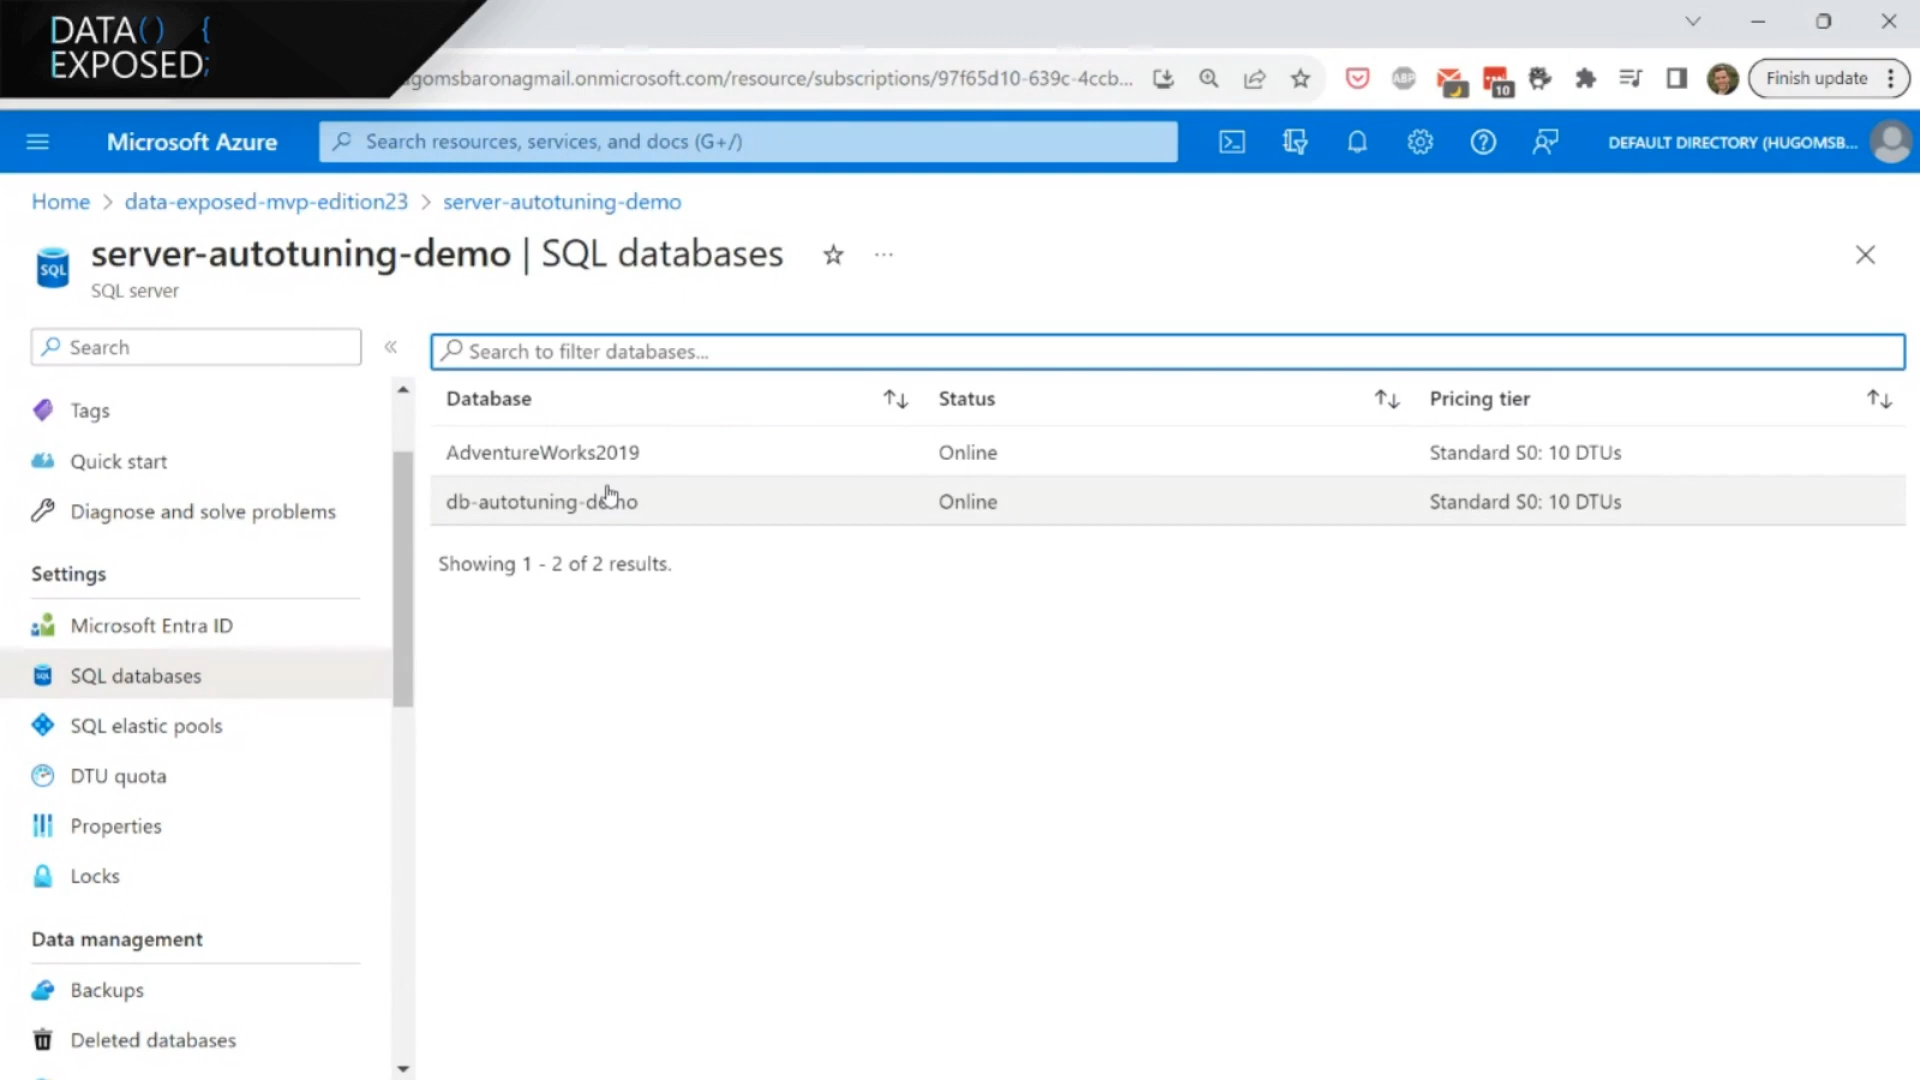 DATA() {
EXPOSED;
gomsbaronagmail.onmicrosoft.com/resource/subscriptions/97f65d10-639c-4ccb...
ABP
10
Finish update
Microsoft Azure
Search resources, services, and docs (G+/)
DEFAULT DIRECTORY (HUGOMSB...
Home > data-exposed-mvp-edition23 > server-autotuning-demo
SQL
server-autotuning-demo | SQL databases
SQL server
Search
Tags
Quick start
Diagnose and solve problems
Settings
Microsoft Entra ID
SQL databases
SQL elastic pools
DTU quota
Properties
Locks
Data management
Backups
Deleted databases
Search to filter databases...
Database Status Pricing tier
AdventureWorks2019 Online Standard S0: 10 DTUs
db-autotuning-demo Online Standard S0: 10 DTUs
Showing 1 - 2 of 2 results.